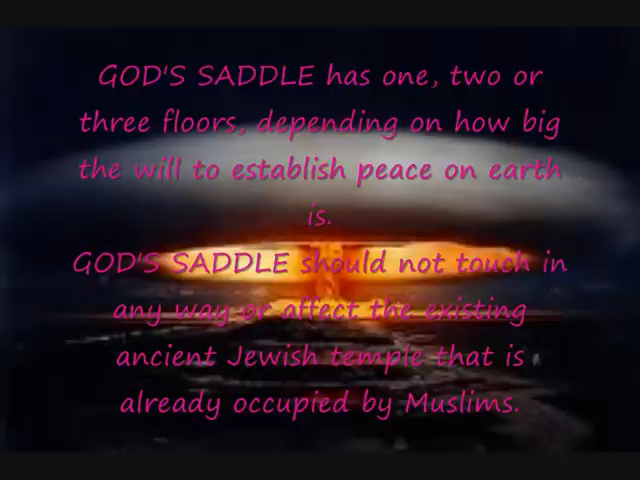 GOD'S SADDLE has one, two or
three floors, depending on how big
the will to establish peace on earth
is.
GOD'S SADDLE should not touch in
any way or affect the existing
ancient Jewish temple that is
already occupied by Muslims.